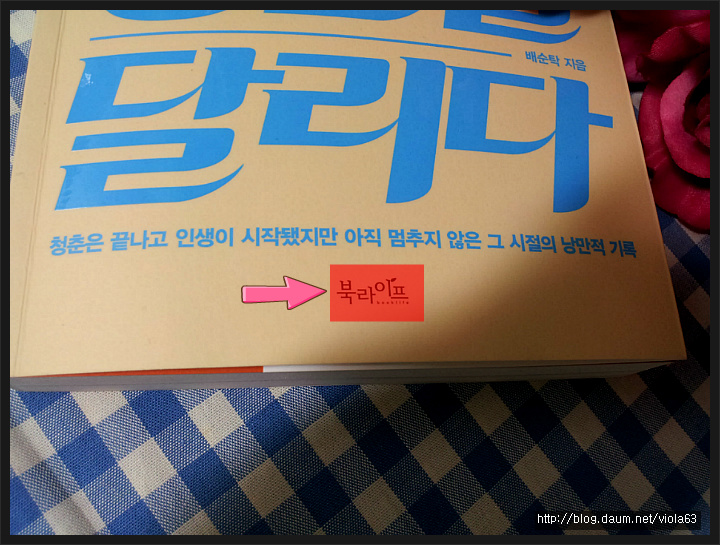 달리다
배순탁 지음
청춘은 끝나고 인생이 시작됐지만 아직 멈추지 않은 그 시절의 낭만적 기록
북라이프
booklife
http://blog.daum.net/viola63